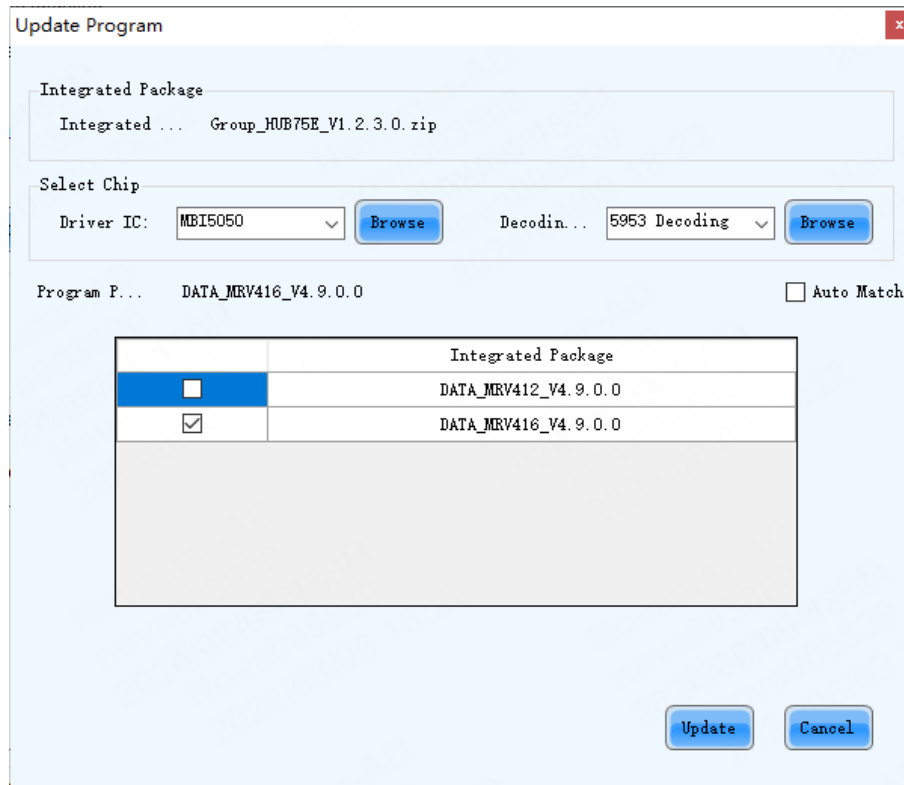 Update Program
x
Integrated Package
Integrated ... Group_HUB75E_V1.2.3.0.zip
Select Chip
Driver IC: MBI5050 Browse Decodin... 5953 Decoding Browse
Program P... DATA_MRV416_V4.9.0.0 Auto Match
Integrated Package
DATA_MRV412_V4.9.0.0
DATA_MRV416_V4.9.0.0
Update Cancel